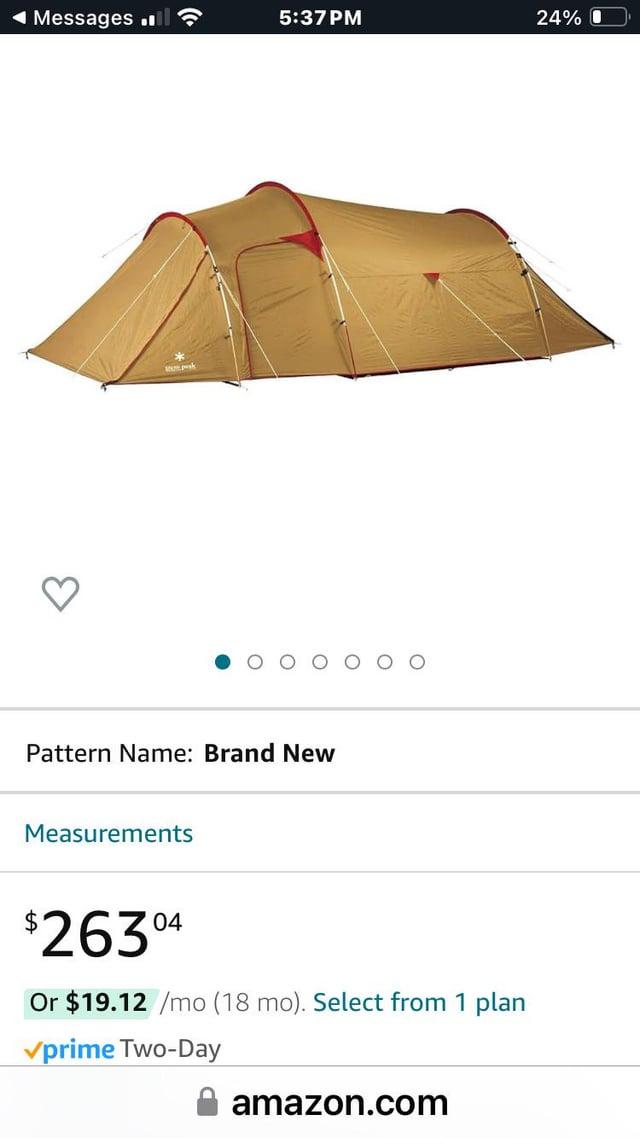 Messages 5:37 PM 24%
snow peak
Pattern Name: Brand New
Measurements
$263 04
Or $19.12 /mo (18 mo). Select from 1 plan
prime Two-Day
amazon.com